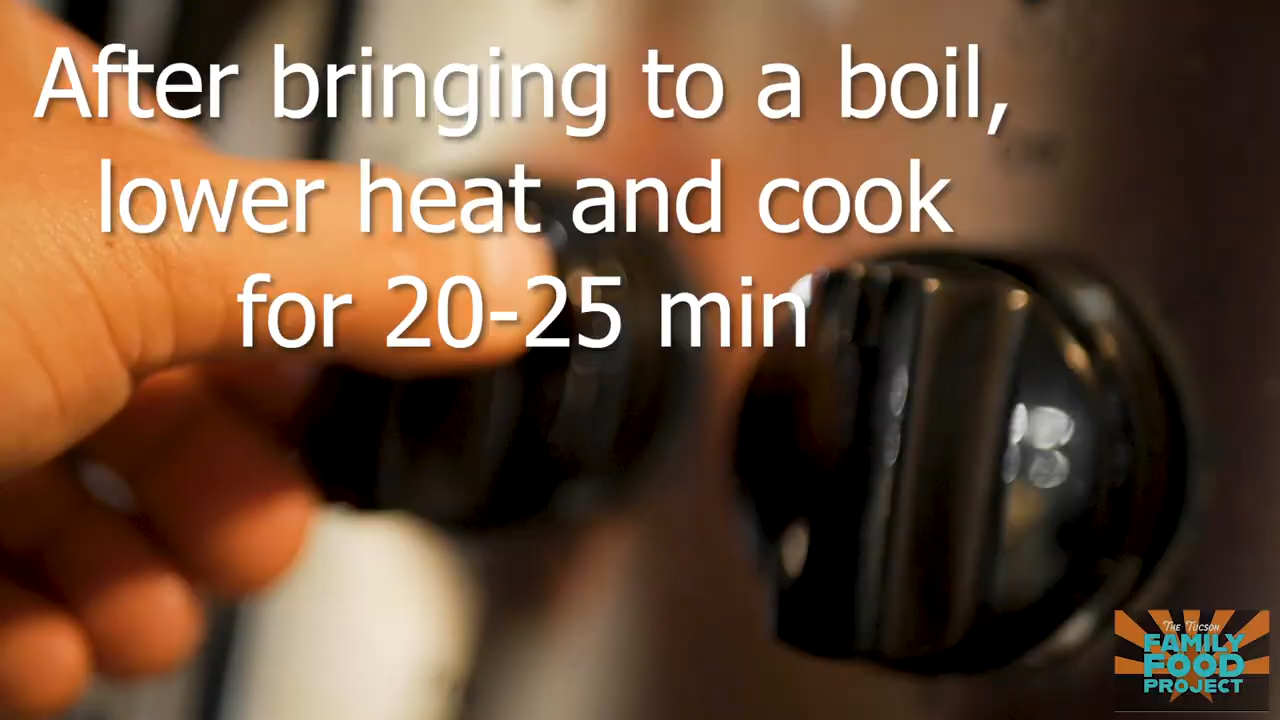 After bringing to a boil,
lower heat and cook
for 20-25 min
THE TUCSON
FAMILY
FOOD
PROJECT